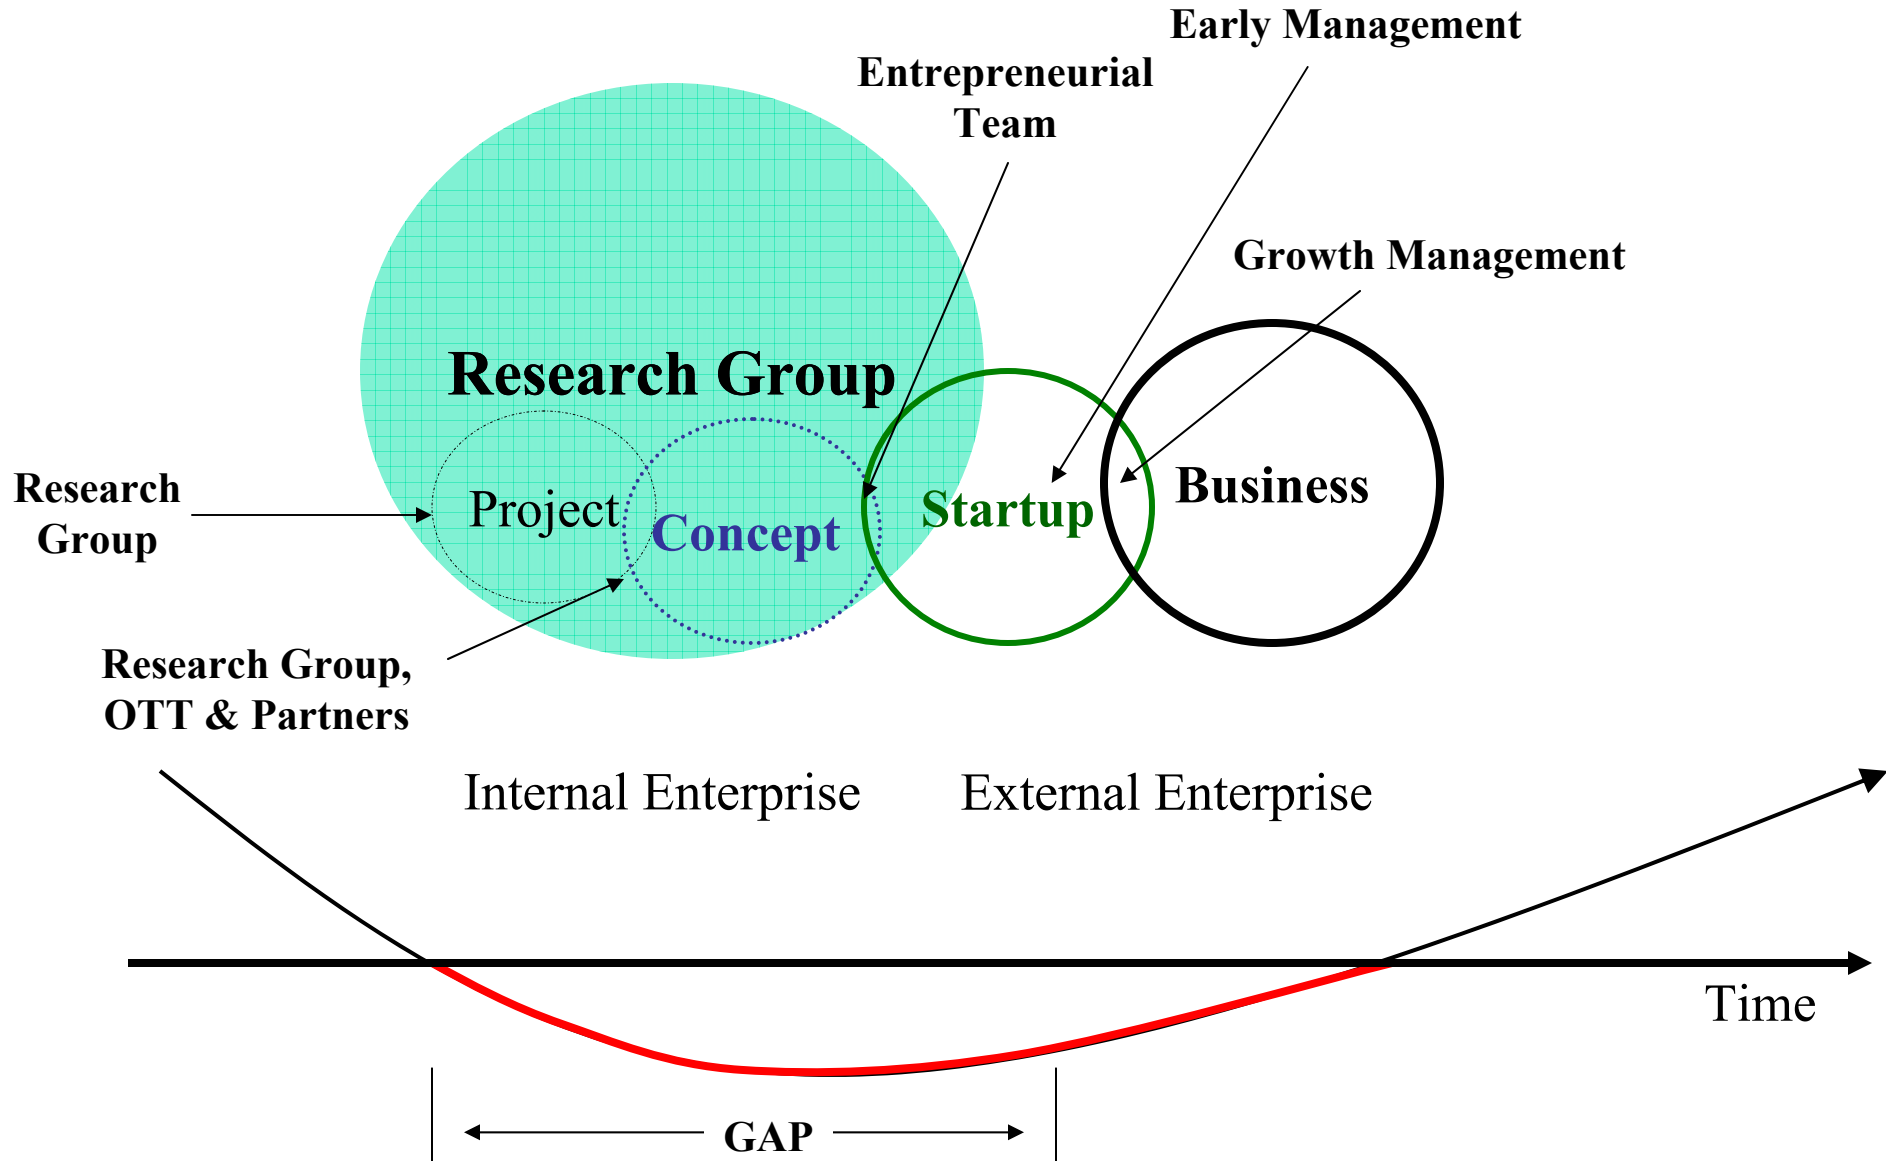 Early Management
Entrepreneurial
Team
Growth Management
Research Group
Research
Group
Project
Concept
Startup
Business
Research Group,
OTT & Partners
Internal Enterprise
External Enterprise
Time
GAP